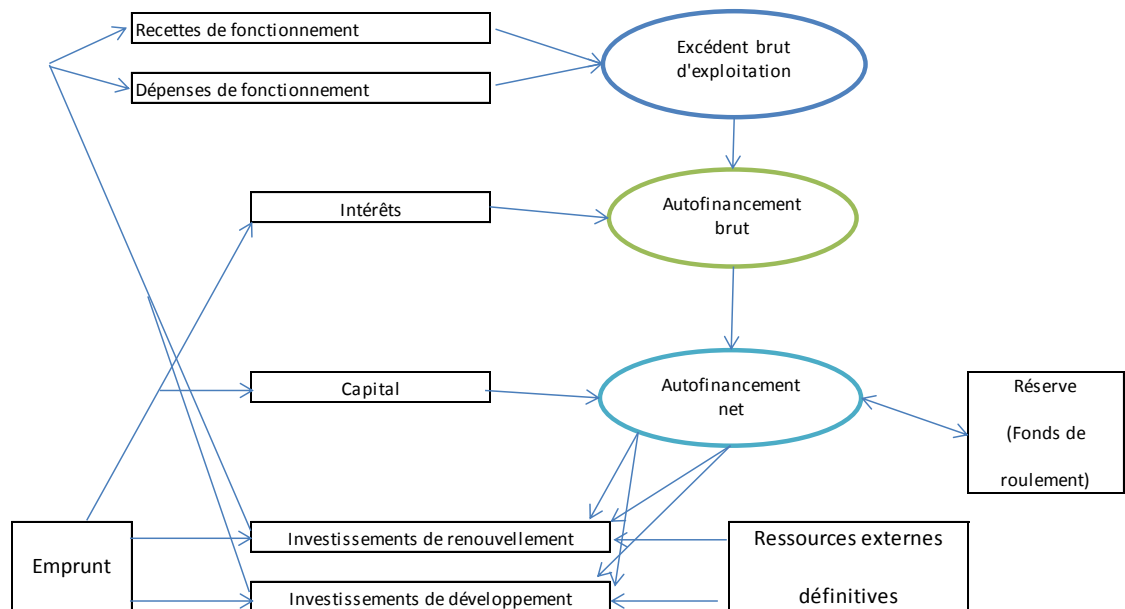 Recettes de fonctionnement
Dépenses de fonctionnement
Excédent brut
d'exploitation
Intérêts
Autofinancement
brut
Capital
Autofinancement
net
Réserve
(Fonds de
roulement)
Emprunt
Investissements de renouvellement
Investissements de développement
Ressources externes
définitives